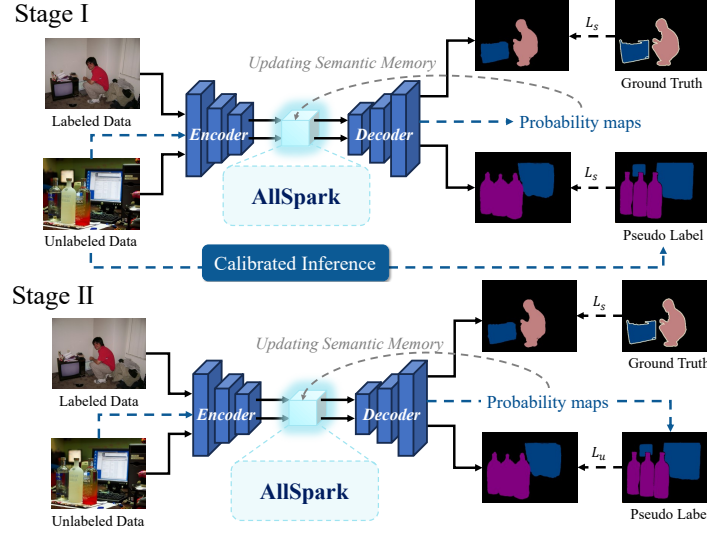 Stage I
Updating Semantic Memory
L_s
Ground Truth
Labeled Data
Encoder
Decoder
Probability maps
AllSpark
L_s
Unlabeled Data
Pseudo Label
Calibrated Inference
Stage II
Updating Semantic Memory
L_s
Ground Truth
Labeled Data
Encoder
Decoder
Probability maps
AllSpark
L_u
Unlabeled Data
Pseudo Label